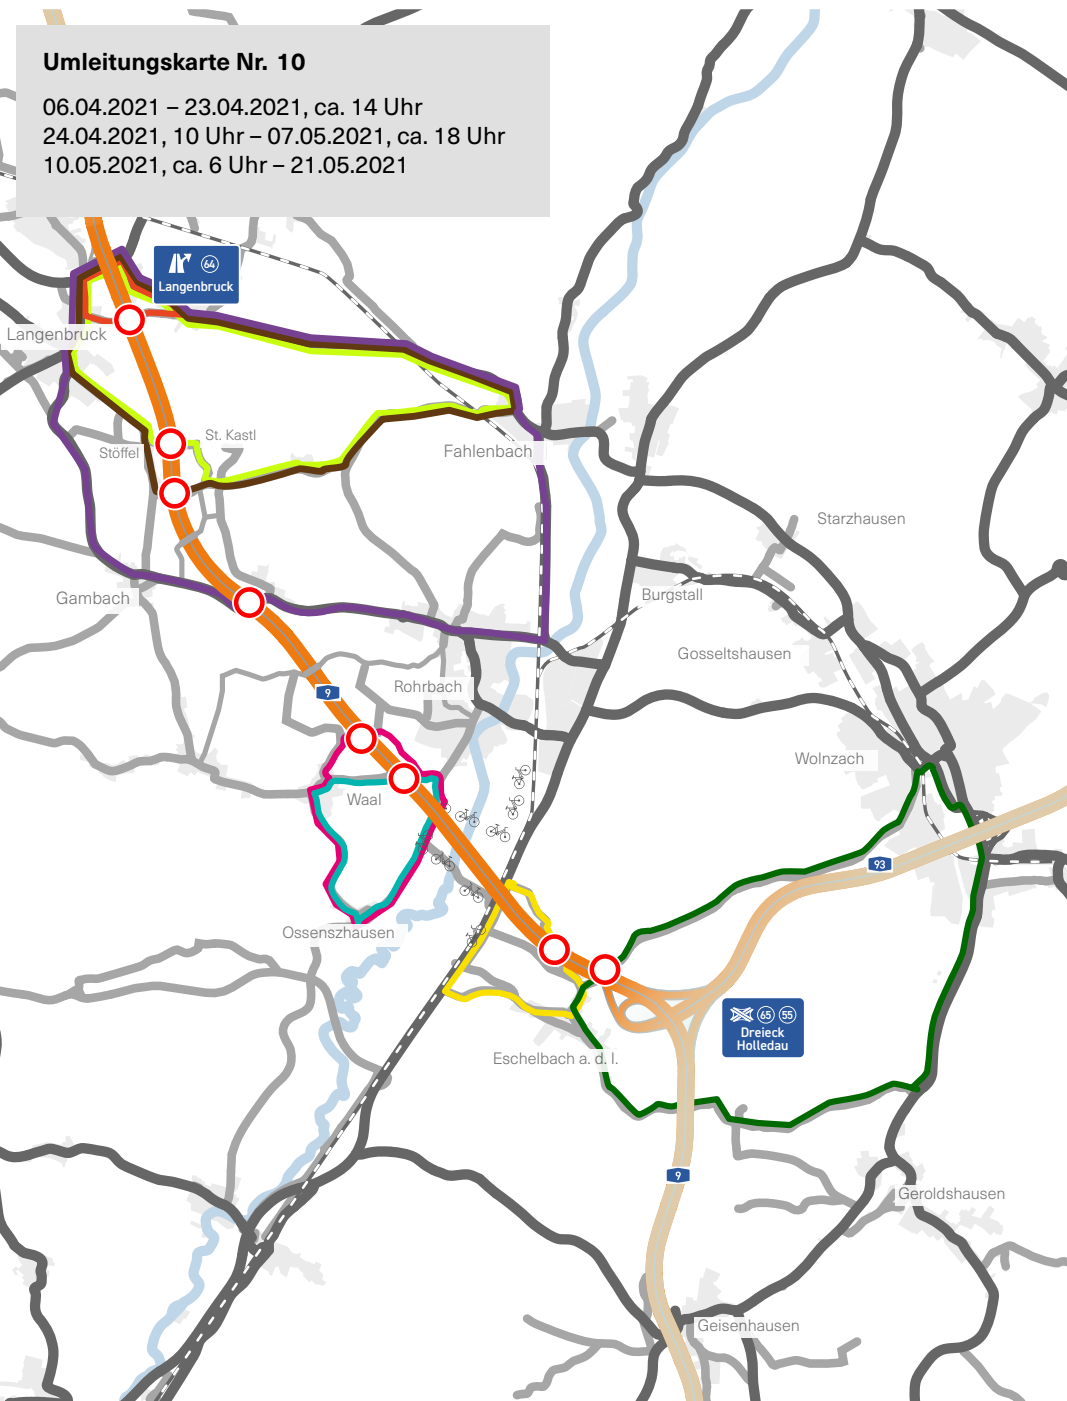 Umleitungskarte Nr. 10
06.04.2021 – 23.04.2021, ca. 14 Uhr
24.04.2021, 10 Uhr – 07.05.2021, ca. 18 Uhr
10.05.2021, ca. 6 Uhr – 21.05.2021
64
Langenbruck
Langenbruck
St. Kastl
Stöffel
Fahlenbach
Starzhausen
Gambach
Burgstall
Gosseltshausen
Rohrbach
9
Wolnzach
Waal
93
Ossenszhausen
65 55
Dreieck
Holledau
Eschelbach a. d. I.
9
Geroldshausen
Geisenhausen